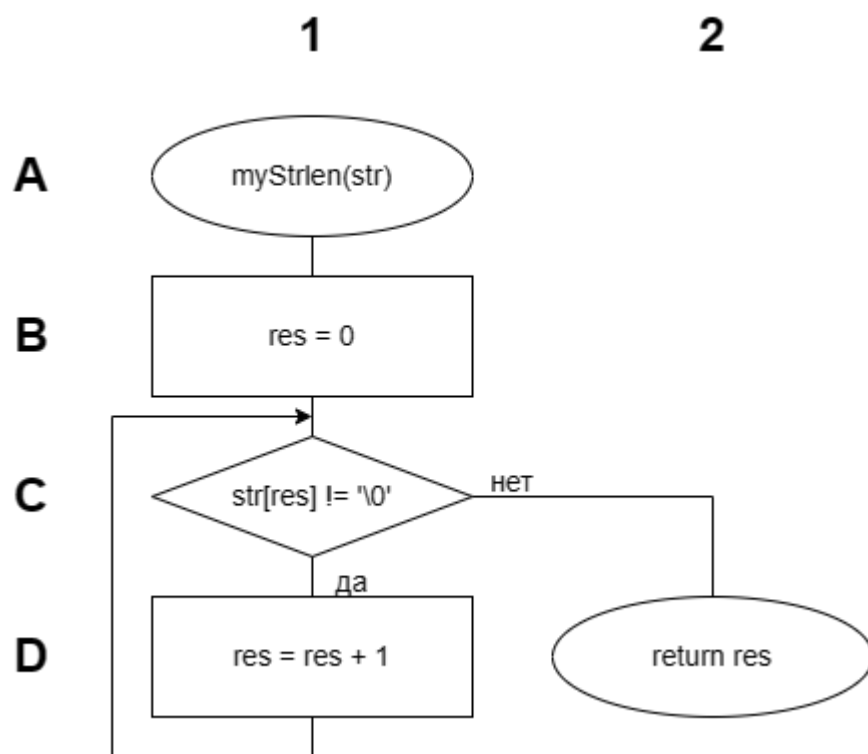 1 2
A
myStrlen(str)
B
res = 0
C
str[res] != '\0'
нет
да
D
res = res + 1
return res